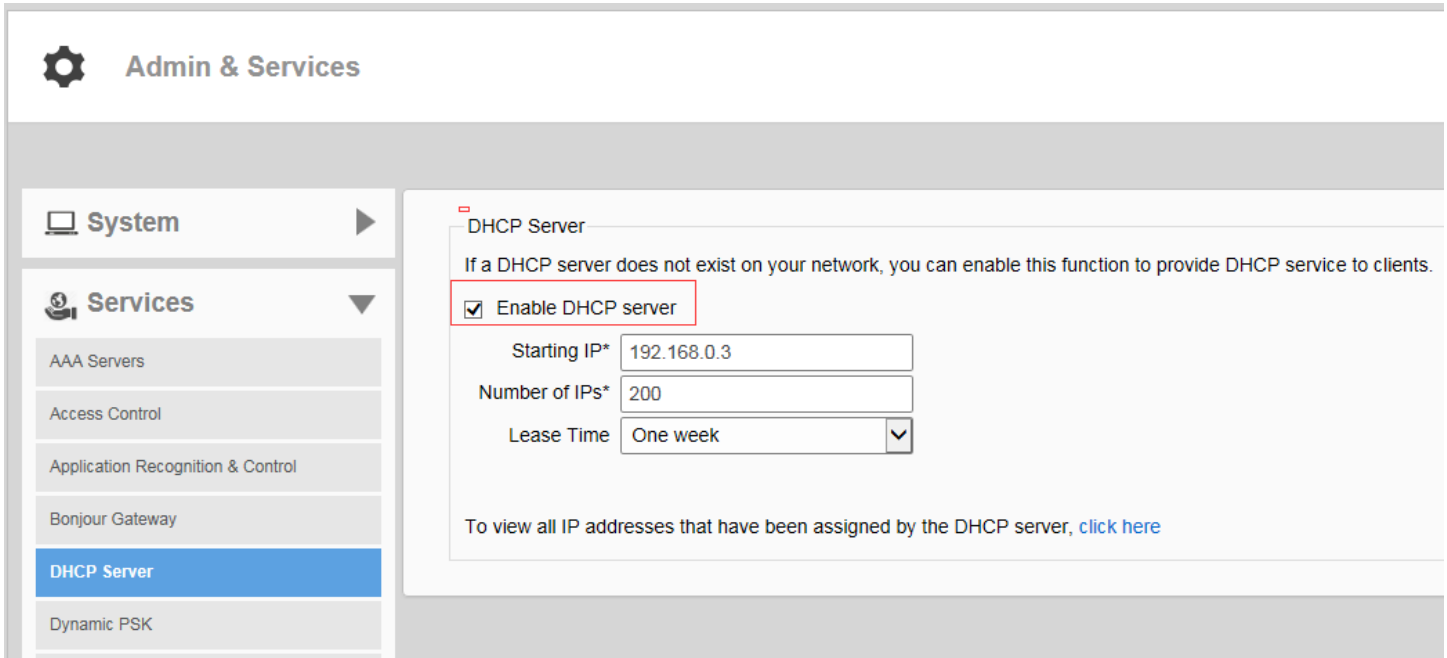 Admin & Services
System
Services
AAA Servers
Access Control
Application Recognition & Control
Bonjour Gateway
DHCP Server
Dynamic PSK
DHCP Server
If a DHCP server does not exist on your network, you can enable this function to provide DHCP service to clients.
Enable DHCP server
Starting IP* 192.168.0.3
Number of IPs* 200
Lease Time One week
To view all IP addresses that have been assigned by the DHCP server, click here